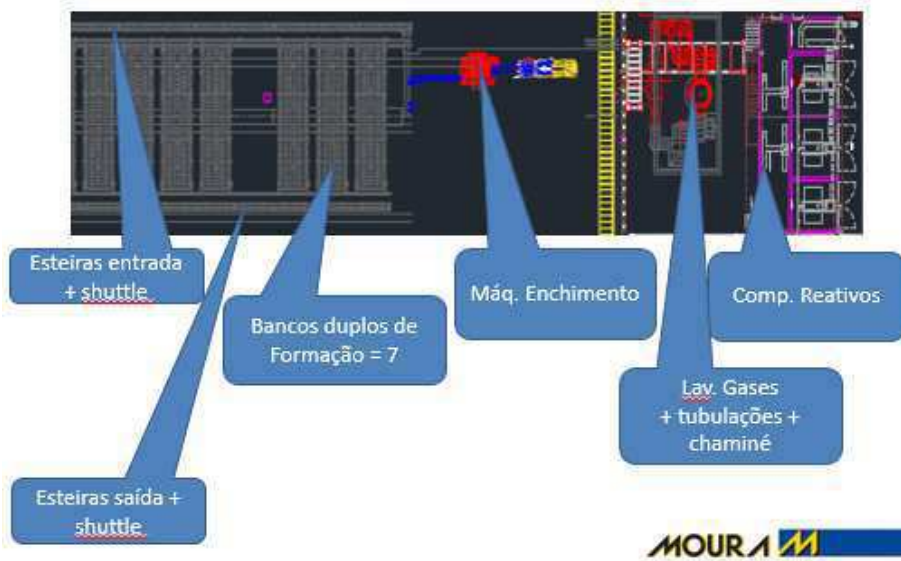 Esteiras entrada
+ shuttle
Bancos duplos de
Formação = 7
Máq. Enchimento
Comp. Reativos
Lav. Gases
+ tubulações +
chaminé
Esteiras saída +
shuttle
MOURA M